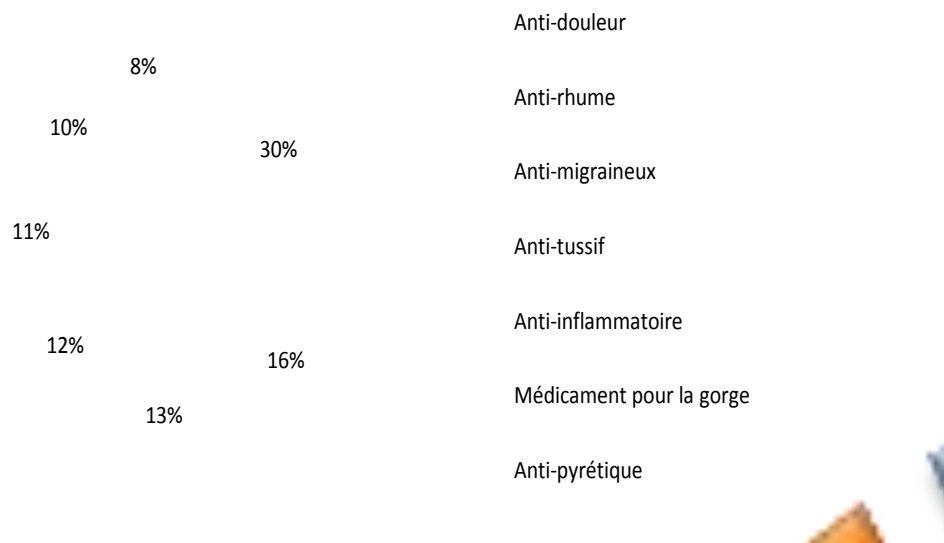 8%
10%
30%
11%
12%
16%
13%
Anti-douleur
Anti-rhume
Anti-migraineux
Anti-tussif
Anti-inflammatoire
Médicament pour la gorge
Anti-pyrétique